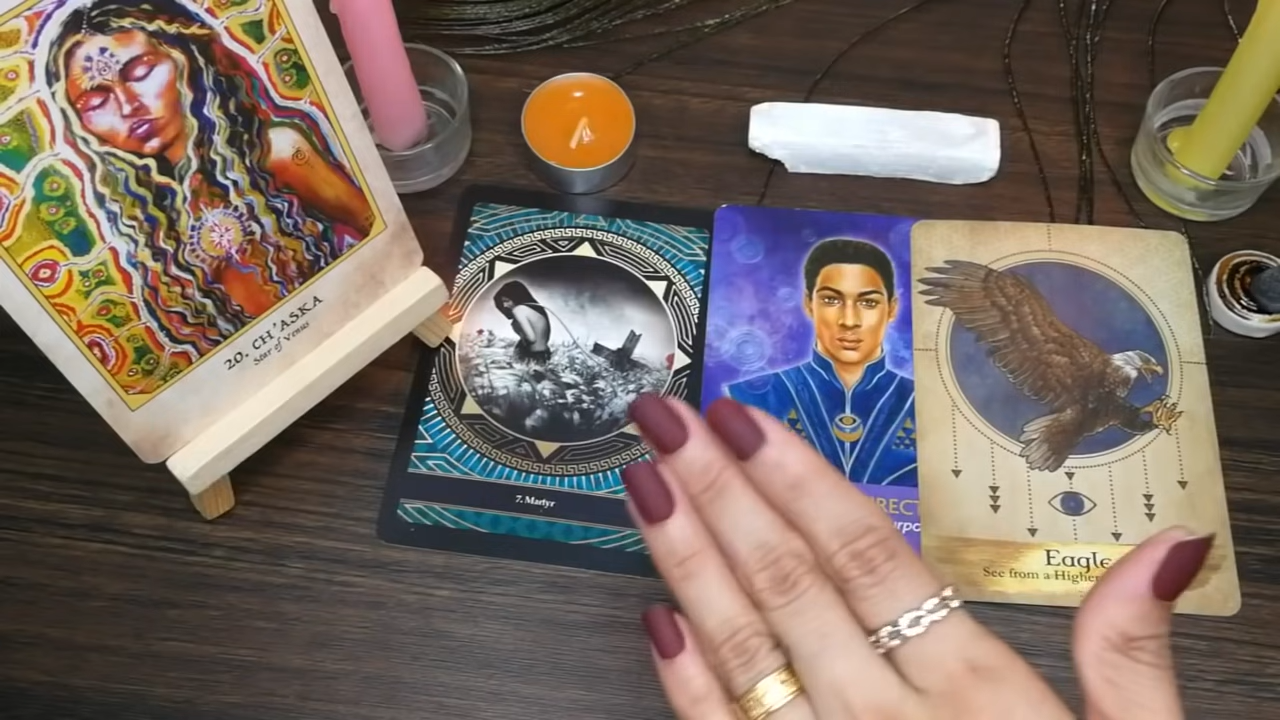 20. CH'ASKA
Star of Venus
7. Martyr
Eagle
See from a Higher